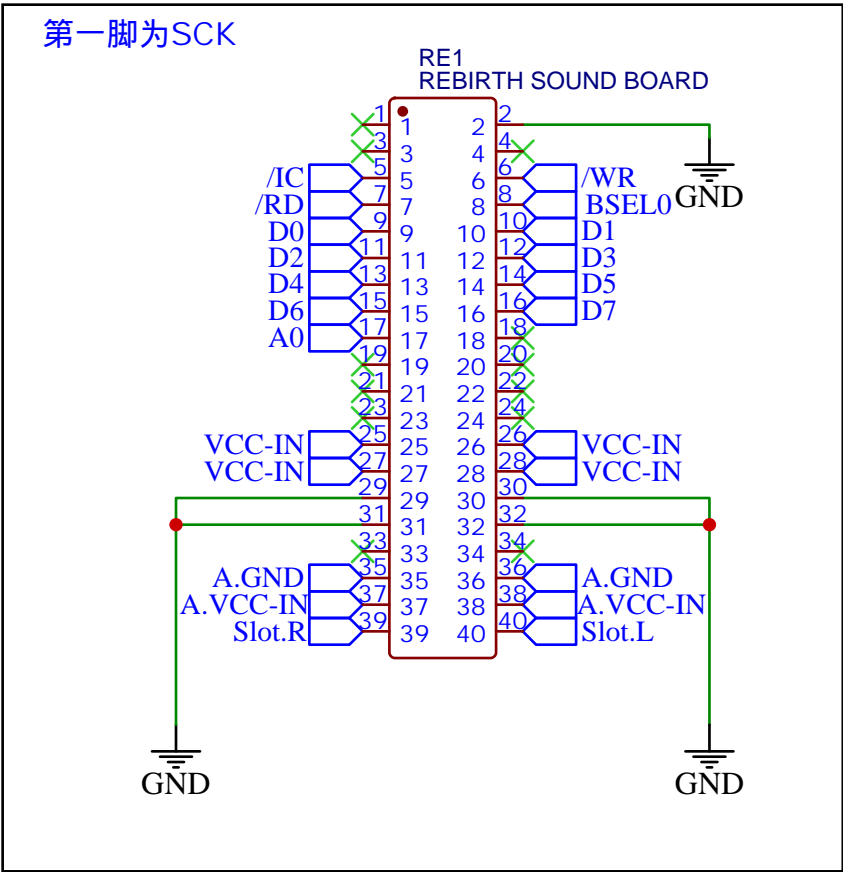 第一脚为SCK
RE1
REBIRTH SOUND BOARD
1 1 2 2
3 3 4 4
/IC 5 5 6 6 /WR
/RD 7 7 8 8 BSEL0 GND
D0 9 9 10 10 D1
D2 11 11 12 12 D3
D4 13 13 14 14 D5
D6 15 15 16 16 D7
A0 17 17 18 18
19 19 20 20
21 21 22 22
23 23 24 24
VCC-IN 25 25 26 26 VCC-IN
VCC-IN 27 27 28 28 VCC-IN
29 29 30 30
31 31 32 32
33 33 34 34
A.GND 35 35 36 36 A.GND
A.VCC-IN 37 37 38 38 A.VCC-IN
Slot.R 39 39 40 40 Slot.L
GND GND